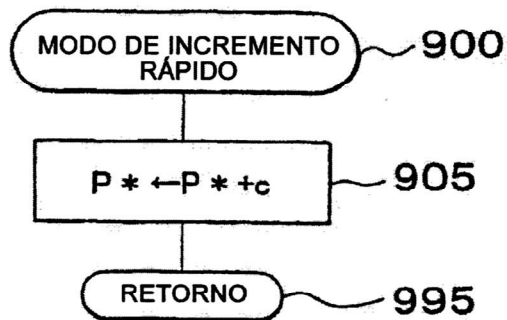 MODO DE INCREMENTO
RÁPIDO
900
P * ←P * +c
905
RETORNO
995